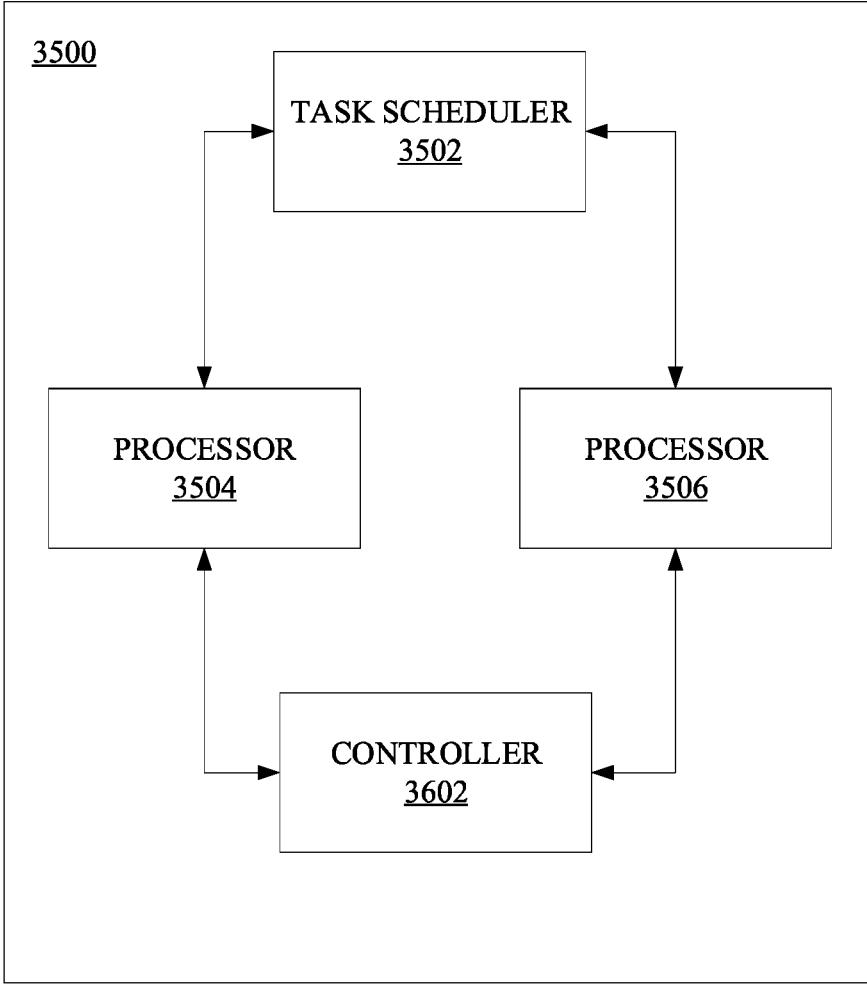 3500
TASK SCHEDULER
3502
PROCESSOR
3504
PROCESSOR
3506
CONTROLLER
3602